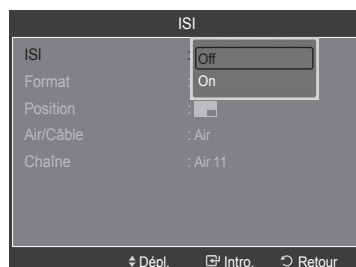 ISI
ISI : Off
Format : On
Position :
Air/Câble : Air
Chaîne : Air 11
Dépl. Intro. Retour